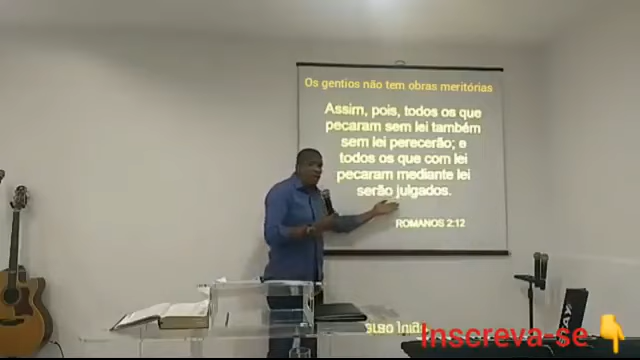 Os gentios não tem obras meritórias
Assim, pois, todos os que
pecaram sem lei também
sem lei perecerão; e
todos os que com lei
pecaram mediante lei
serão julgados.
ROMANOS 2:12
Inscreva-se👇